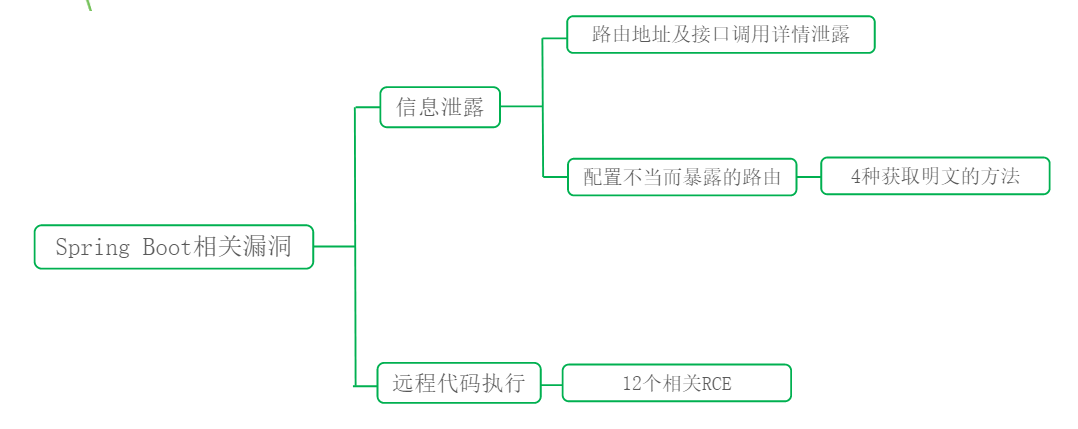 路由地址及接口调用详情泄露
信息泄露
配置不当而暴露的路由
4种获取明文的方法
Spring Boot相关漏洞
远程代码执行
12个相关RCE